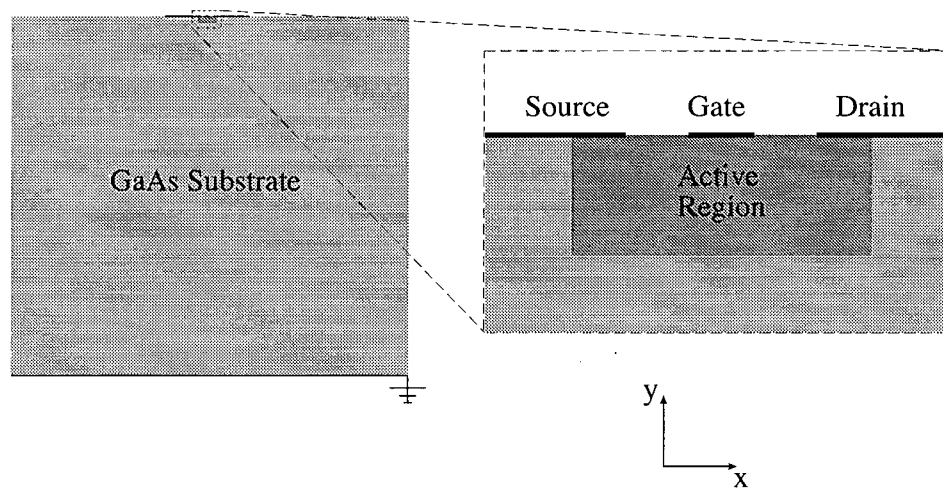 Source Gate Drain
GaAs Substrate
Active
Region
y
x